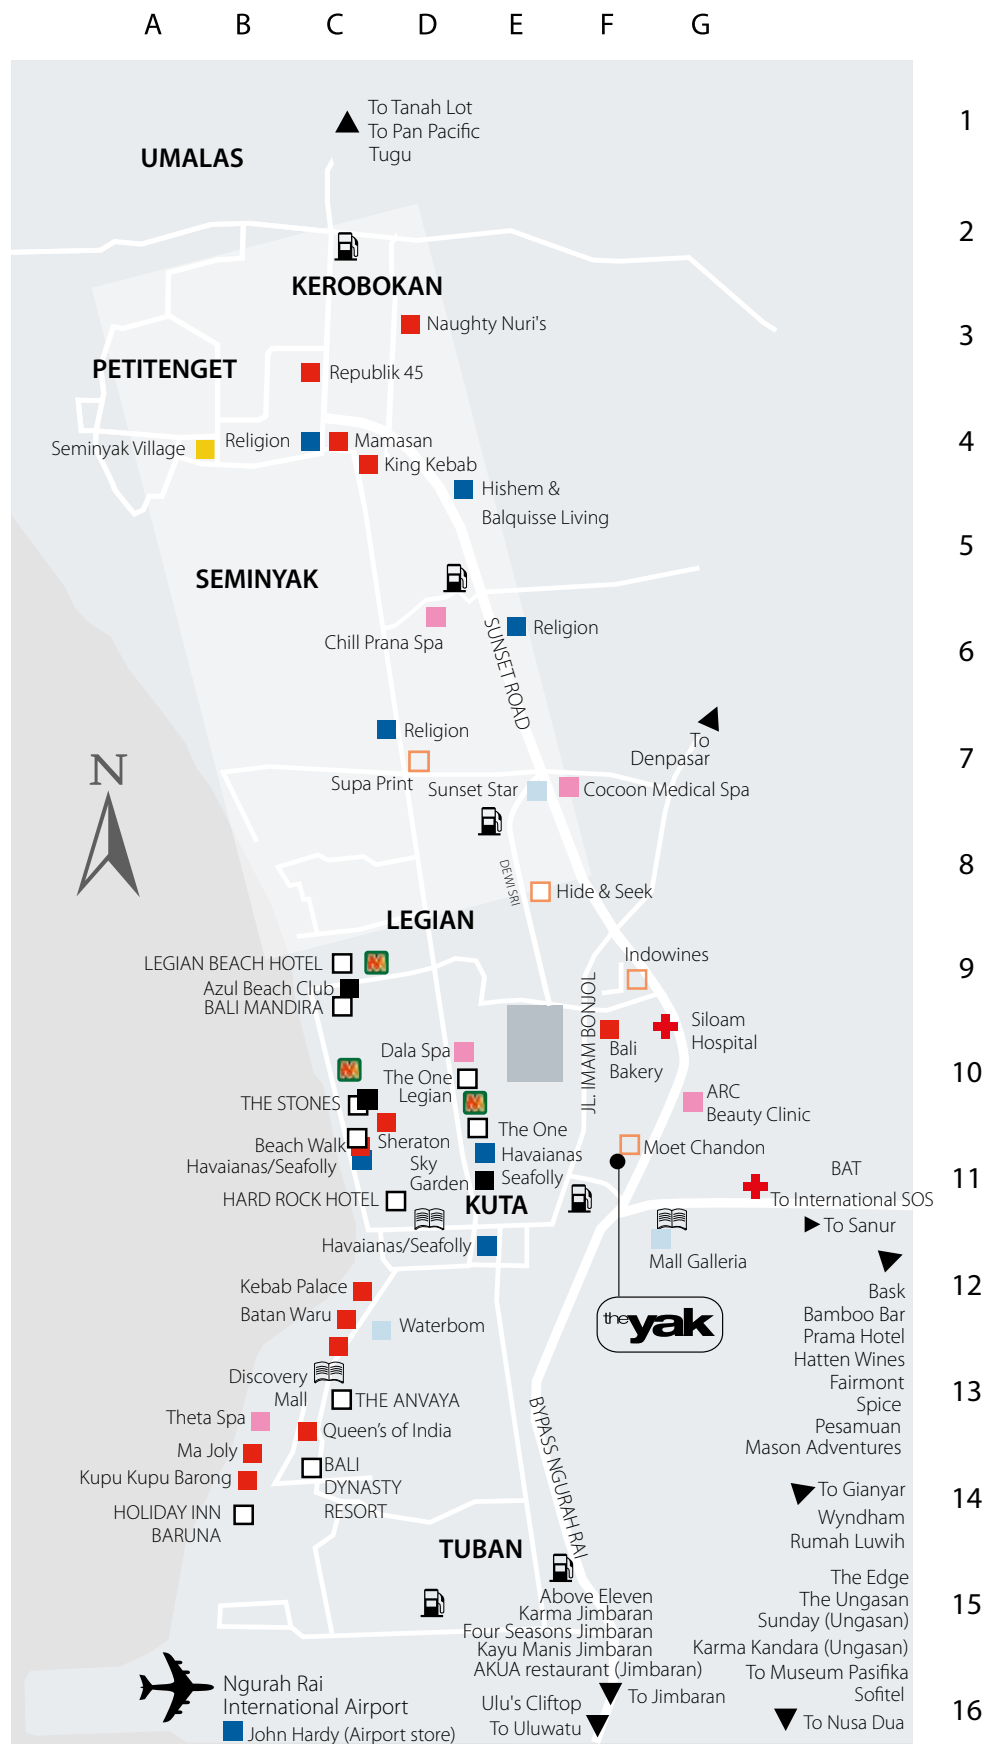 A B C D E F G
1
To Tanah Lot
To Pan Pacific
Tugu
UMALAS
2
KEROBOKAN
3
Naughty Nuri's
PETITENGET
Republik 45
4
Seminyak Village
Religion
Mamasan
King Kebab
Hishem &
Balquisse Living
5
SEMINYAK
Chill Prana Spa
Religion
6
SUNSET ROAD
Religion
To
Denpasar
7
N
Supa Print
Sunset Star
Cocoon Medical Spa
8
DEWI SRI
Hide & Seek
LEGIAN
Indowines
9
LEGIAN BEACH HOTEL
Azul Beach Club
BALI MANDIRA
JL. IMAM BONJOL
Siloam
Hospital
Bali
Bakery
Dala Spa
The One
Legian
10
THE STONES
ARC
Beauty Clinic
Beach Walk
Sheraton
Havaianas/Seafolly
Sky
Garden
The One
Havaianas
Seafolly
Moet Chandon
BAT
11
To International SOS
HARD ROCK HOTEL
KUTA
To Sanur
Havaianas/Seafolly
Mall Galleria
12
Kebab Palace
Batan Waru
Waterbom
the yak
Bask
Bamboo Bar
Prama Hotel
Hatten Wines
Fairmont
Spice
Pesamuan
Mason Adventures
13
Discovery
Mall
THE ANVAYA
Theta Spa
Queen's of India
Ma Joly
Kupu Kupu Barong
BALI
DYNASTY
RESORT
BYPASS NGURAH RAI
14
To Gianyar
Wyndham
Rumah Luwih
HOLIDAY INN
BARUNA
TUBAN
15
Above Eleven
Karma Jimbaran
Four Seasons Jimbaran
Kayu Manis Jimbaran
AKUA restaurant (Jimbaran)
The Edge
The Ungasan
Sunday (Ungasan)
Karma Kandara (Ungasan)
To Museum Pasifika
Sofitel
16
Ngurah Rai
International Airport
John Hardy (Airport store)
To Jimbaran
Ulu's Cliftop
To Uluwatu
To Nusa Dua